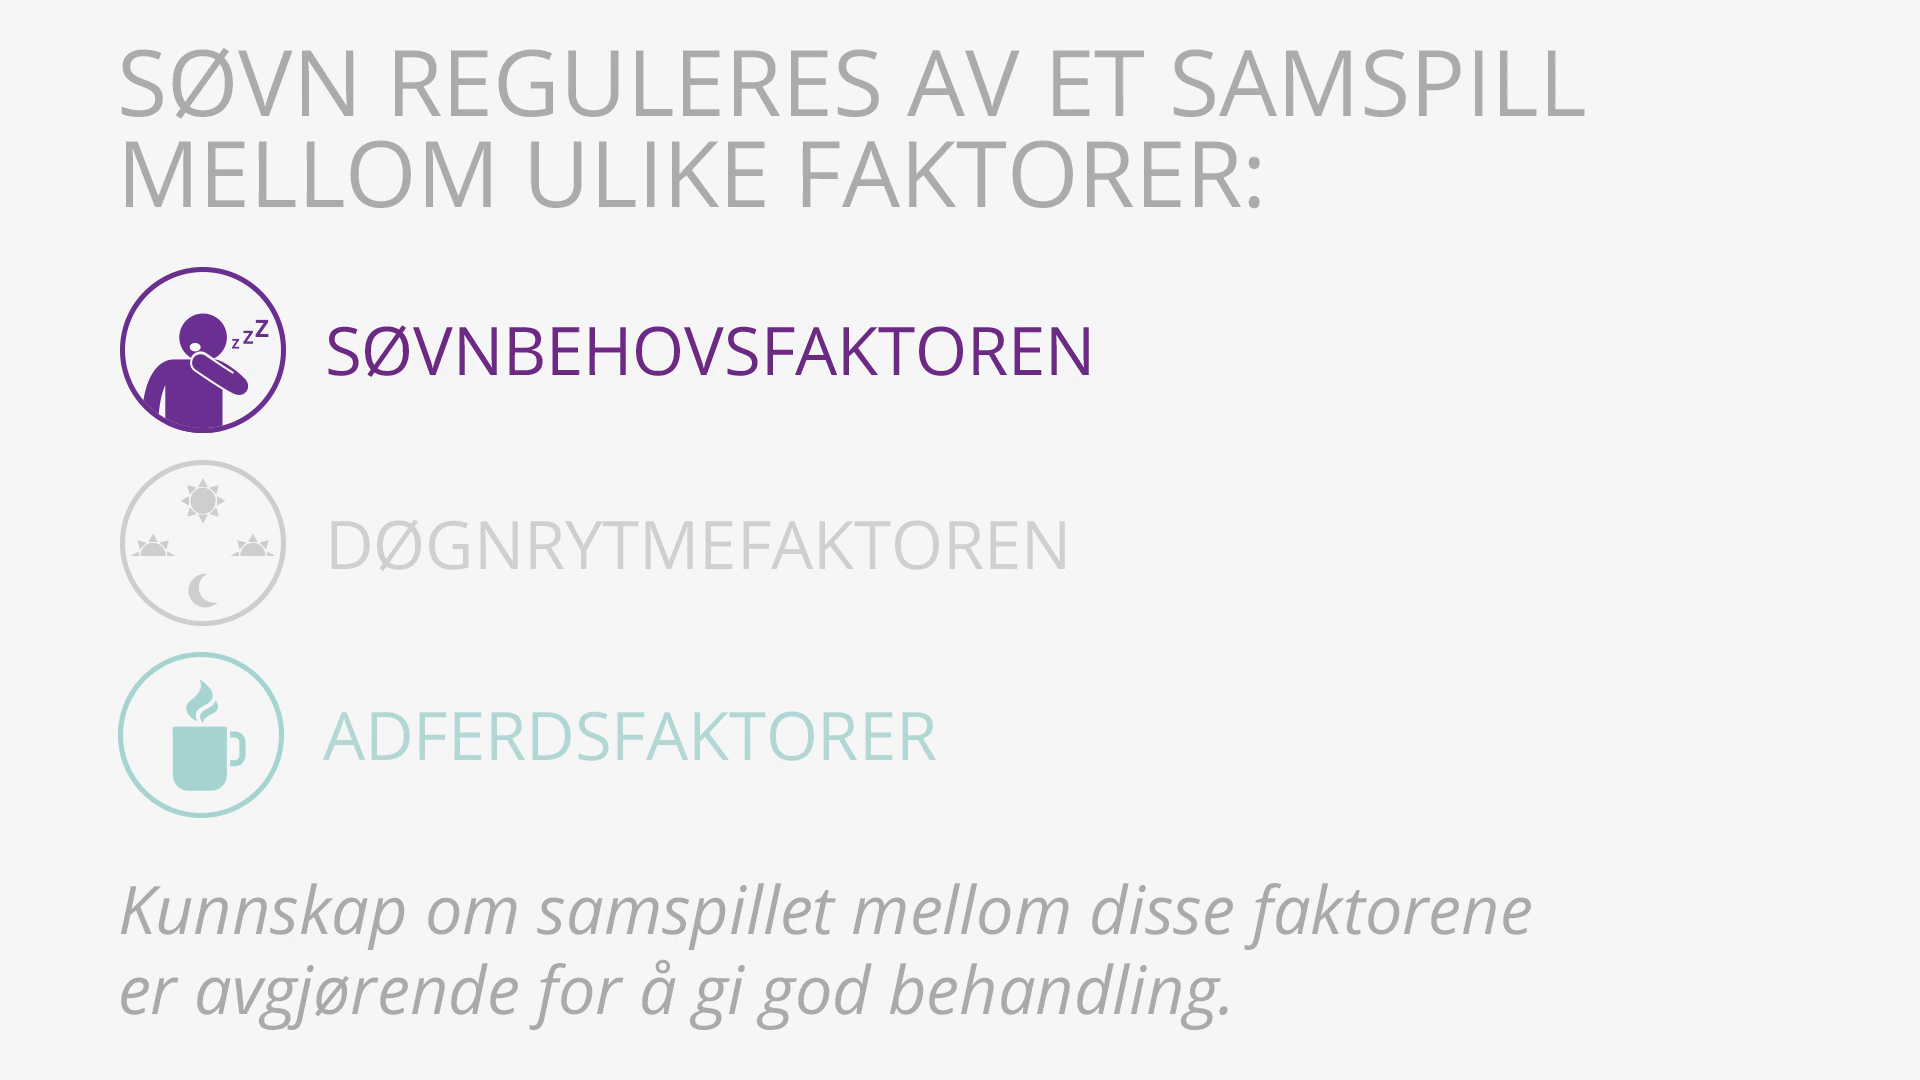 SØVN REGULERES AV ET SAMSPILL
MELLOM ULIKE FAKTORER:
z z Z
SØVNBEHOVSFAKTOREN
DØGNRYTMEFAKTOREN
ADFERDSFAKTORER
Kunnskap om samspillet mellom disse faktorene
er avgjørende for å gi god behandling.